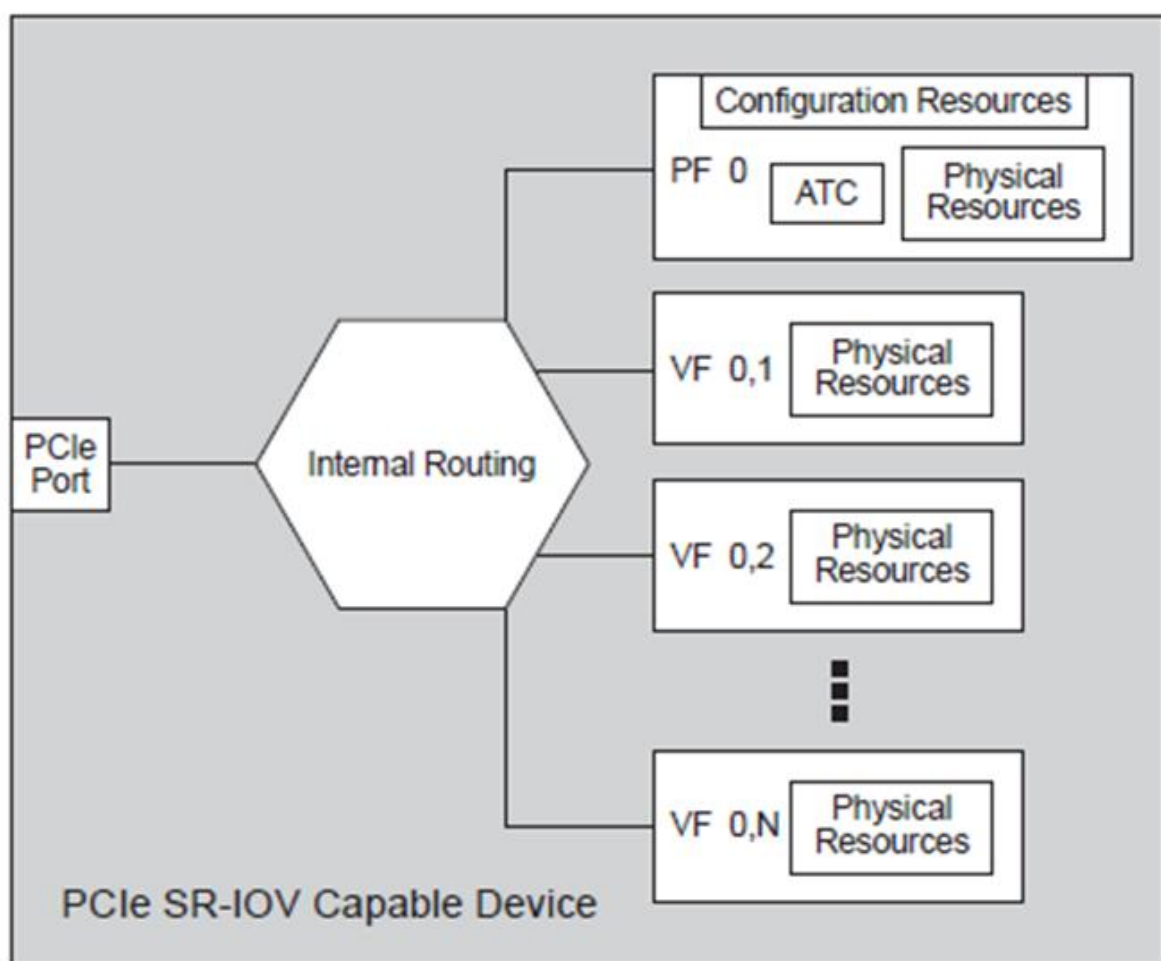 Configuration Resources
PF 0
ATC
Physical
Resources
VF 0,1
Physical
Resources
PCIe
Port
Internal Routing
VF 0,2
Physical
Resources
VF 0,N
Physical
Resources
PCIe SR-IOV Capable Device